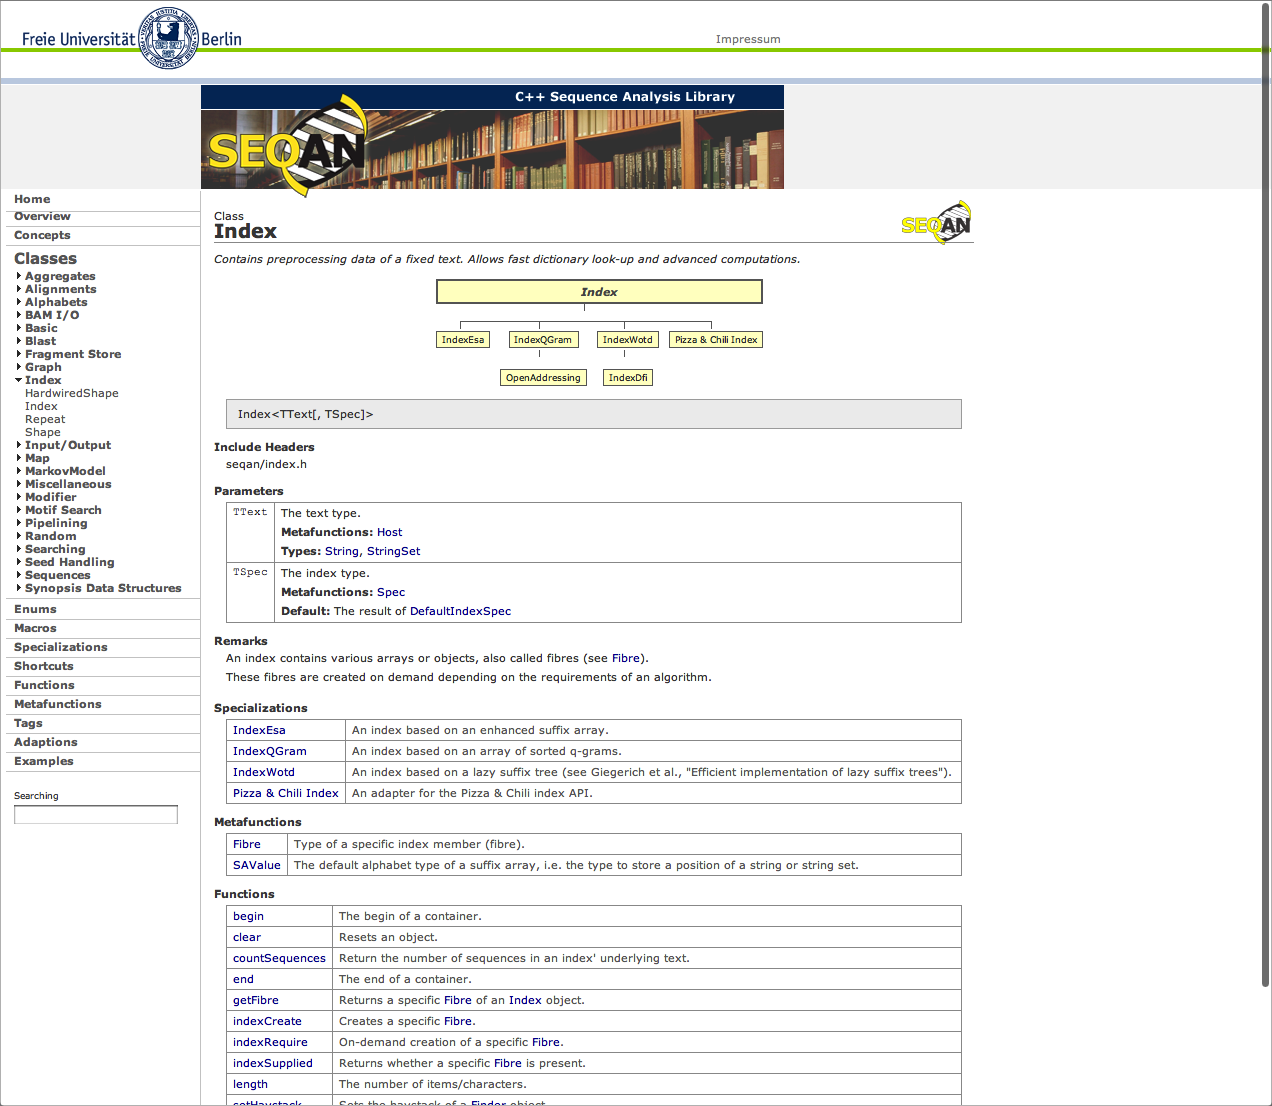 Freie Universität Berlin
Impressum
C++ Sequence Analysis Library
SEQAN
Home
Overview
Concepts
Classes
Aggregates
Alignments
Alphabets
BAM I/O
Basic
Blast
Fragment Store
Graph
Index
HardwiredShape
Index
Repeat
Shape
Input/Output
Map
MarkovModel
Miscellaneous
Modifier
Motif Search
Pipelining
Random
Searching
Seed Handling
Sequences
Synopsis Data Structures
Enums
Macros
Specializations
Shortcuts
Functions
Metafunctions
Tags
Adaptions
Examples
Searching
Class
Index
SEQAN
Contains preprocessing data of a fixed text. Allows fast dictionary look-up and advanced computations.
Index
IndexEsa IndexQGram IndexWotd Pizza & Chili Index
OpenAddressing IndexDfi
Index<TText[, TSpec]>
Include Headers
seqan/index.h
Parameters
TText The text type.
Metafunctions: Host
Types: String, StringSet
TSpec The index type.
Metafunctions: Spec
Default: The result of DefaultIndexSpec
Remarks
An index contains various arrays or objects, also called fibres (see Fibre).
These fibres are created on demand depending on the requirements of an algorithm.
Specializations
IndexEsa An index based on an enhanced suffix array.
IndexQGram An index based on an array of sorted q-grams.
IndexWotd An index based on a lazy suffix tree (see Giegerich et al., "Efficient implementation of lazy suffix trees").
Pizza & Chili Index An adapter for the Pizza & Chili index API.
Metafunctions
Fibre Type of a specific index member (fibre).
SAValue The default alphabet type of a suffix array, i.e. the type to store a position of a string or string set.
Functions
begin The begin of a container.
clear Resets an object.
countSequences Return the number of sequences in an index' underlying text.
end The end of a container.
getFibre Returns a specific Fibre of an Index object.
indexCreate Creates a specific Fibre.
indexRequire On-demand creation of a specific Fibre.
indexSupplied Returns whether a specific Fibre is present.
length The number of items/characters.
setHaystack Sets the haystack of a Finder object.